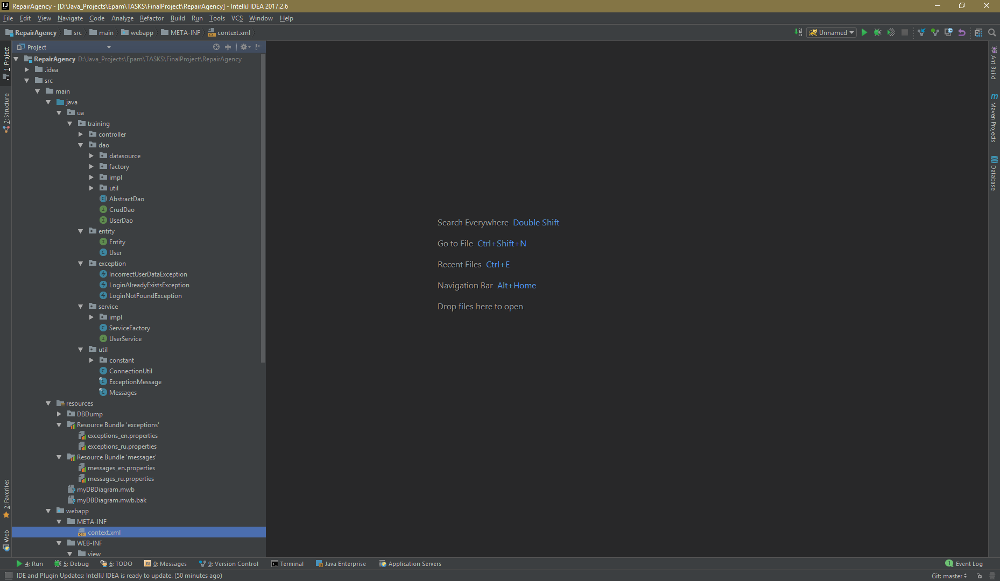 RepairAgency - [D:\Java_Projects\Epam\TASKS\FinalProject\RepairAgency] - IntelliJ IDEA 2017.2.6
File Edit View Navigate Code Analyze Refactor Build Run Tools VCS Window Help
RepairAgency src main webapp META-INF context.xml
Unnamed
Project
RepairAgency D:\Java_Projects\Epam\TASKS\FinalProject\RepairAgency
.idea
src
main
java
ua
training
controller
dao
datasource
factory
impl
util
AbstractDao
CrudDao
UserDao
entity
Entity
User
exception
IncorrectUserDataException
LoginAlreadyExistsException
LoginNotFoundException
service
impl
ServiceFactory
UserService
util
constant
ConnectionUtil
ExceptionMessage
Messages
resources
DBDump
Resource Bundle 'exceptions'
exceptions_en.properties
exceptions_ru.properties
Resource Bundle 'messages'
messages_en.properties
messages_ru.properties
myDBDiagram.mwb
myDBDiagram.mwb.bak
webapp
META-INF
context.xml
WEB-INF
view
1: Project
7: Structure
2: Favorites
Web
Search Everywhere Double Shift
Go to File Ctrl+Shift+N
Recent Files Ctrl+E
Navigation Bar Alt+Home
Drop files here to open
Ant Build
Maven Projects
Database
4: Run 5: Debug 6: TODO 0: Messages 9: Version Control Terminal Java Enterprise Application Servers 1 Event Log
IDE and Plugin Updates: IntelliJ IDEA is ready to update. (50 minutes ago) Git: master